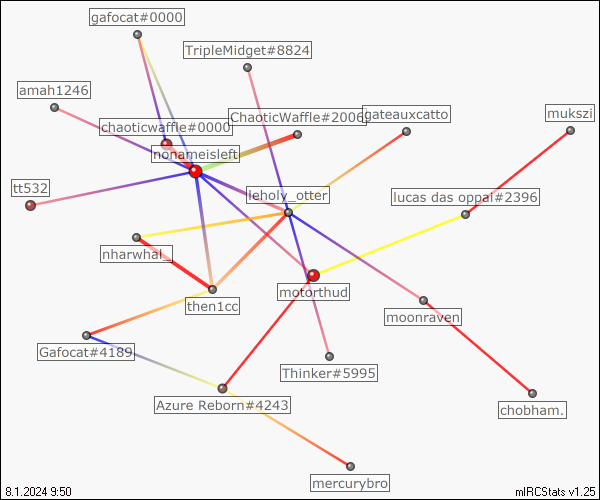 gafocat#0000
TripleMidget#8824
amah1246
ChaoticWaffle#2006
gateauxcatto
mukszi
chaoticwaffle#0000
nonameisleft
tt532
leholy_otter
lucas das oppai#2396
nharwhal_
motorthud
then1cc
moonraven
Gafocat#4189
Thinker#5995
Azure Reborn#4243
chobham.
mercurybro
8.1.2024 9:50
mIRCStats v1.25